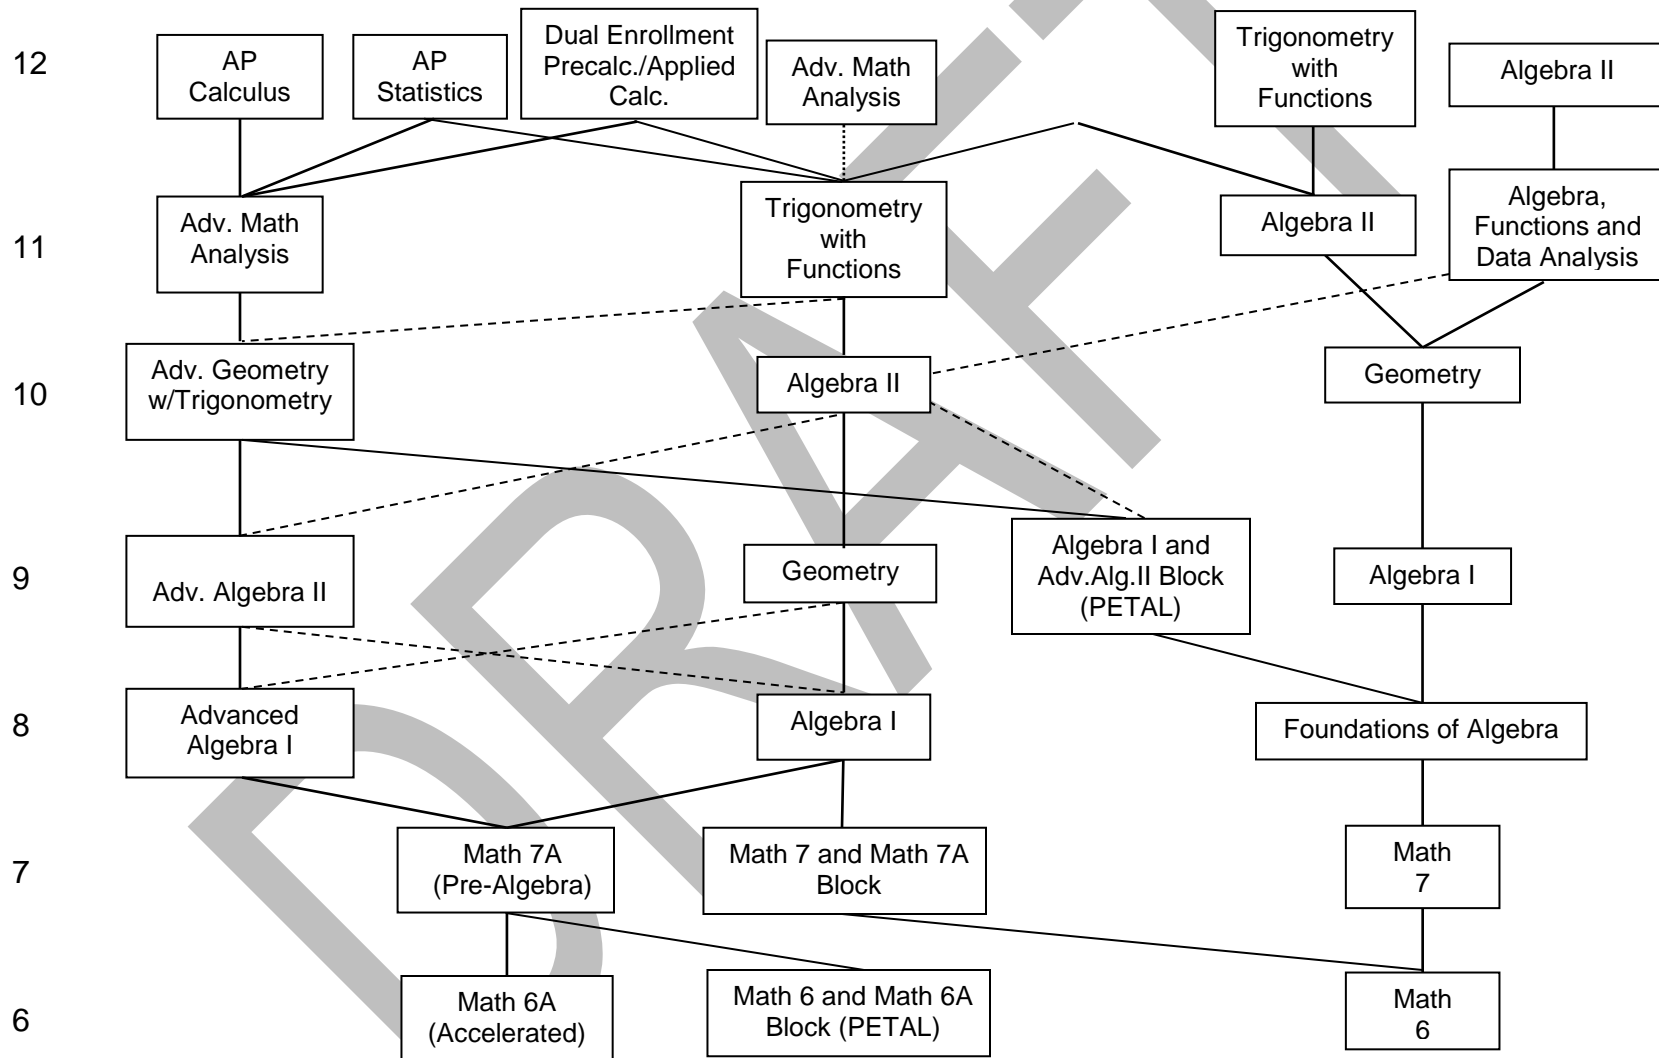 12
AP
Calculus
AP
Statistics
Dual Enrollment
Precalc./Applied
Calc.
Adv. Math
Analysis
Trigonometry
with
Functions
Algebra II
11
Adv. Math
Analysis
Trigonometry
with
Functions
Algebra II
Algebra,
Functions and
Data Analysis
10
Adv. Geometry
w/Trigonometry
Algebra II
Geometry
9
Adv. Algebra II
Geometry
Algebra I and
Adv.Alg.II Block
(PETAL)
Algebra I
8
Advanced
Algebra I
Algebra I
Foundations of Algebra
7
Math 7A
(Pre-Algebra)
Math 7 and Math 7A
Block
Math
7
6
Math 6A
(Accelerated)
Math 6 and Math 6A
Block (PETAL)
Math
6
DRAFT